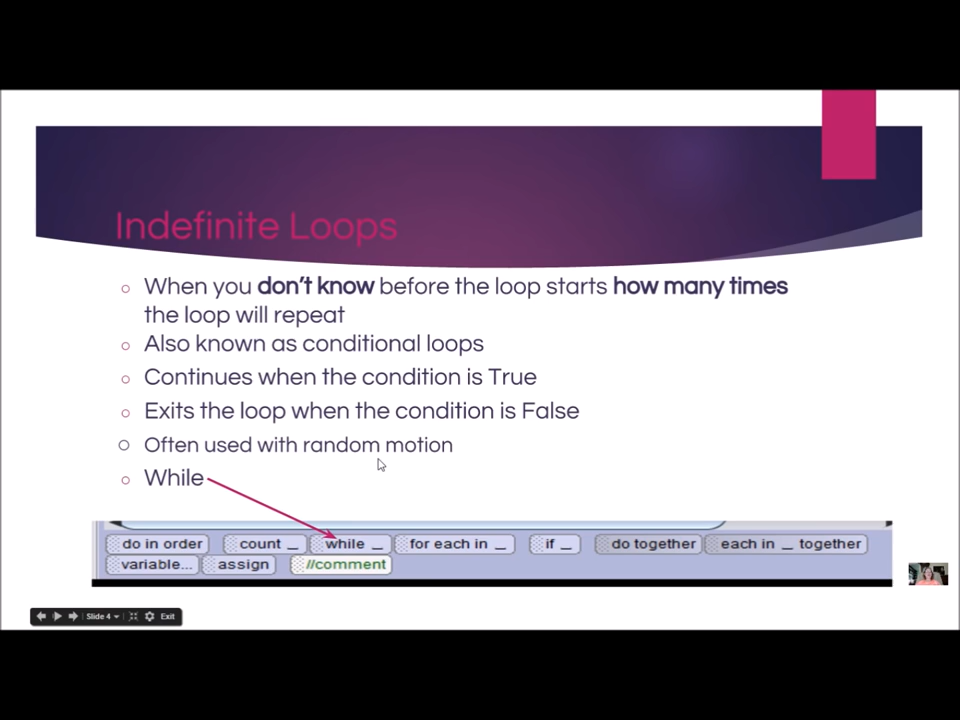 Indefinite Loops
When you don't know before the loop starts how many times
the loop will repeat
Also known as conditional loops
Continues when the condition is True
Exits the loop when the condition is False
Often used with random motion
While
do in order count _ while _ for each in _ if _ do together each in _ together
variable... assign //comment
Slide 4 Exit